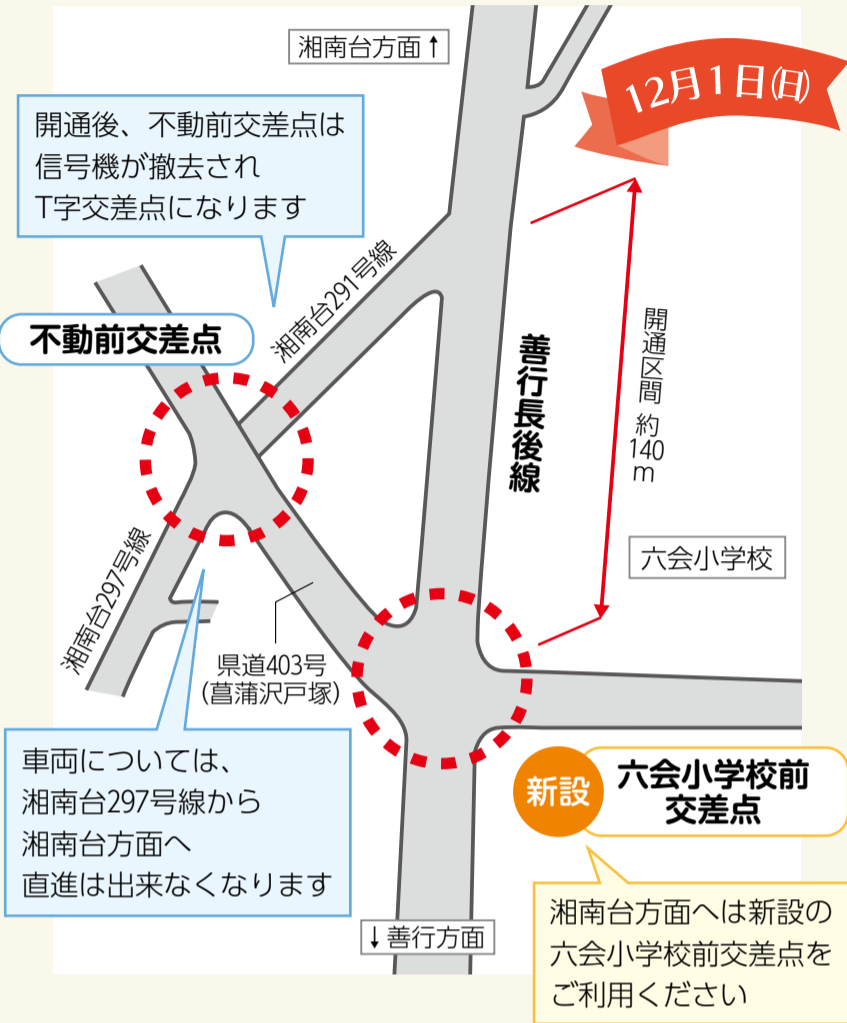 湘南台方面↑
12月1日(日)
開通後、不動前交差点は
信号機が撤去され
T字交差点になります
湘南台291号線
不動前交差点
善行長後線
開通区間 約140m
六会小学校
湘南台297号線
県道403号
(菖蒲沢戸塚)
車両については、
湘南台297号線から
湘南台方面へ
直進は出来なくなります
新設
六会小学校前
交差点
↓善行方面
湘南台方面へは新設の
六会小学校前交差点を
ご利用ください